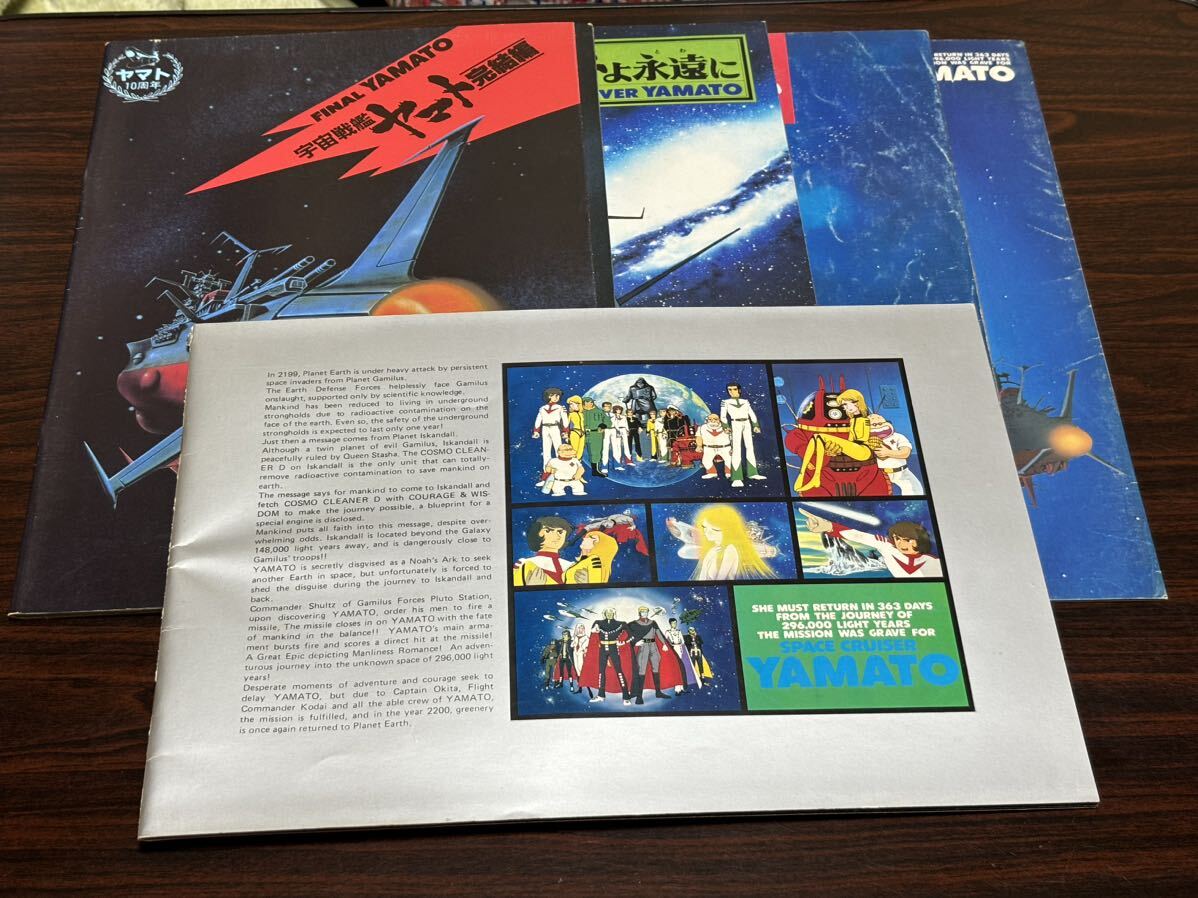 ヤマト
10周年
FINAL YAMATO
宇宙戦艦
ヤマト
完結編
とわ
よ永遠に
VER YAMATO
RETURN IN 363 DAYS
296,000 LIGHT YEARS
ION WAS GRAVE FOR
MATO
In 2199, Planet Earth is under heavy attack by persistent
space invaders from Planet Gamilus.
The Earth Defense Forces helplessly face Gamilus
onslaught, supported only by scientific knowledge.
Mankind has been reduced to living in underground
strongholds due to radioactive contamination on the
face of the earth. Even so, the safety of the underground
strongholds is expected to last only one year!
Just then a message comes from Planet Iskandall.
Although a twin planet of evil Gamilus, Iskandall is
peacefully ruled by Queen Stasha. The COSMO CLEAN-
ER D on Iskandall is the only unit that can totally-
remove radioactive contamination to save mankind on
earth.
The message says for mankind to come to Iskandall and
fetch COSMO CLEANER D with COURAGE & WIS-
DOM to make the journey possible, a blueprint for a
special engine is disclosed.
Mankind puts all faith into this message, despite over-
whelming odds. Iskandall is located beyond the Galaxy
148,000 light years away, and is dangerously close to
Gamilus' troops!!
YAMATO is secretly disgvised as a Noah's Ark to seek
another Earth in space, but unfortunately is forced to
shed the disguise during the journey to Iskandall and
back.
Commander Shultz of Gamilus Forces Pluto Station,
upon discovering YAMATO, order his men to fire a
missile, The missile closes in on YAMATO with the fate
of mankind in the balance!! YAMATO's main arma-
ment bursts fire and scores a direct hit at the missile!
A Great Epic depicting Manliness Romance! An adven-
turous journey into the unknown space of 296,000 light
years!
Desperate moments of adventure and courage seek to
delay YAMATO, but due to Captain Okita, Flight
Commander Kodai and all the able crew of YAMATO,
the mission is fulfilled, and in the year 2200, greenery
is once again returned to Planet Earth.
SHE MUST RETURN IN 363 DAYS
FROM THE JOURNEY OF
296.000 LIGHT YEARS
THE MISSION WAS GRAVE FOR
SPACE CRUISER
YAMATO